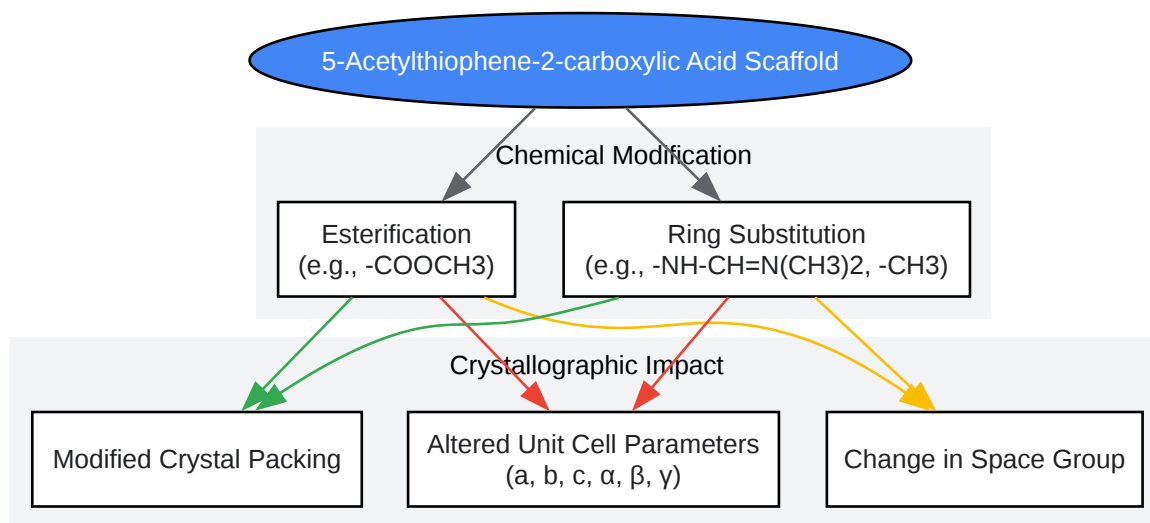 5-Acetylthiophene-2-carboxylic Acid Scaffold
Chemical Modification
Esterification
(e.g., -COOCH3)
Ring Substitution
(e.g., -NH-CH=N(CH3)2, -CH3)
Crystallographic Impact
Modified Crystal Packing
Altered Unit Cell Parameters
(a, b, c, α, β, γ)
Change in Space Group